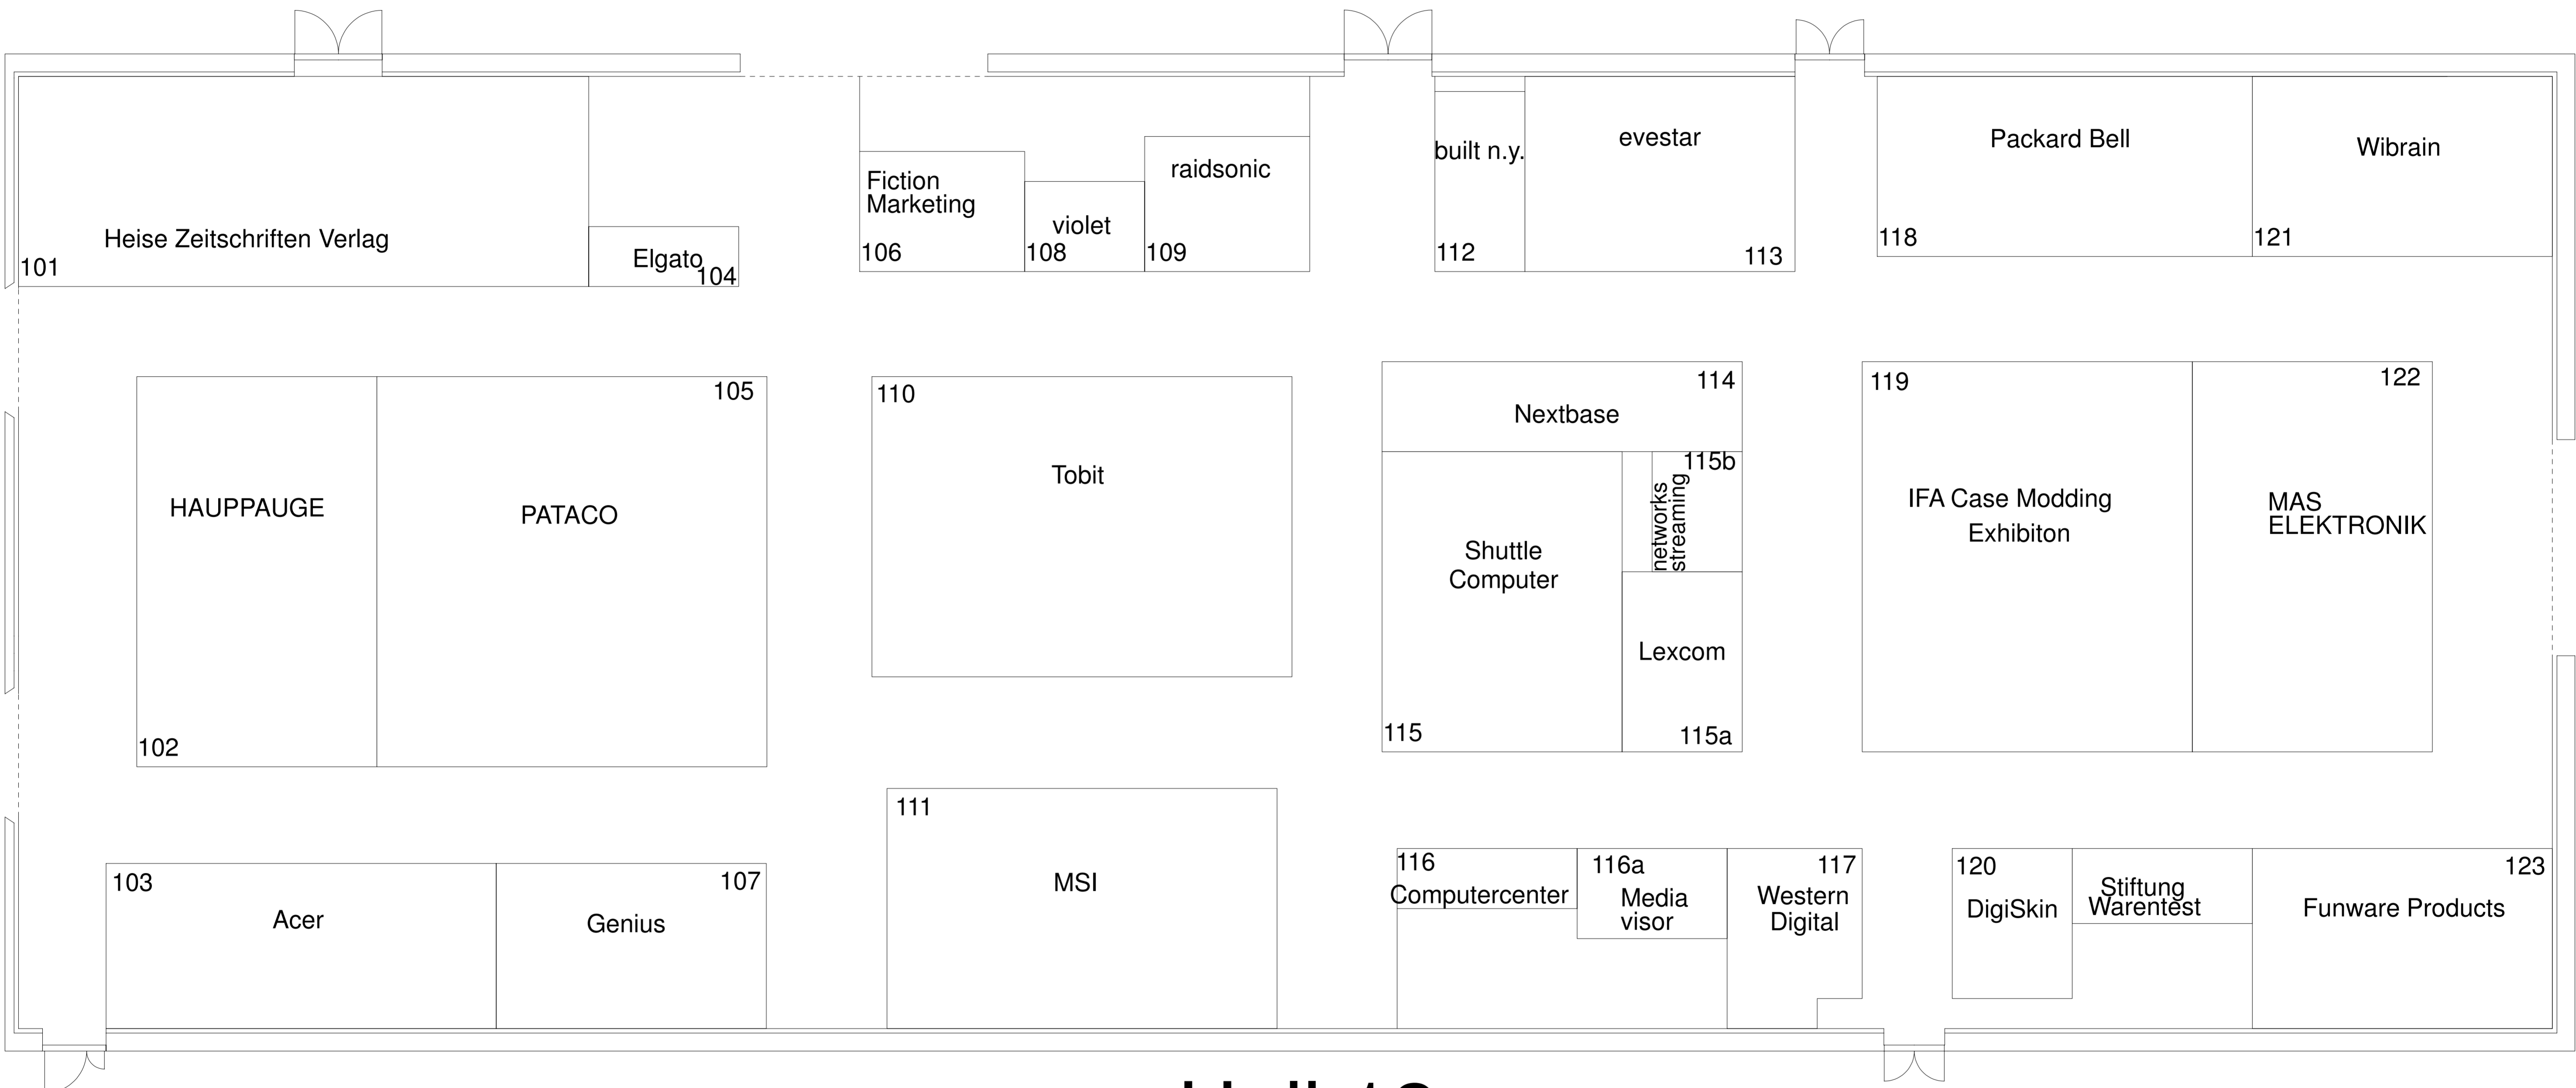 Heise Zeitschriften Verlag
101
Elgato
104
Fiction
Marketing
106
violet
108
raidsonic
109
built n.y.
112
evestar
113
Packard Bell
118
Wibrain
121
HAUPPAUGE
102
105
PATACO
110
Tobit
114
Nextbase
115b
networks
streaming
Shuttle
Computer
115
Lexcom
115a
119
IFA Case Modding
Exhibiton
122
MAS
ELEKTRONIK
103
Acer
107
Genius
111
MSI
116
Computercenter
116a
Media
visor
117
Western
Digital
120
DigiSkin
Stiftung
Warentest
123
Funware Products